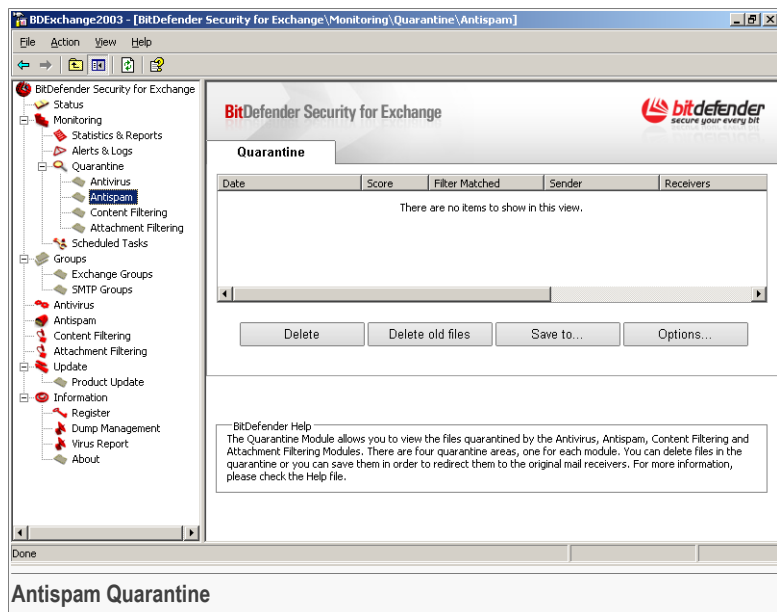 BDExchange2003 - [BitDefender Security for Exchange\Monitoring\Quarantine\Antispam]
File Action View Help
BitDefender Security for Exchange
Status
Monitoring
Statistics & Reports
Alerts & Logs
Quarantine
Antivirus
Antispam
Content Filtering
Attachment Filtering
Scheduled Tasks
Groups
Exchange Groups
SMTP Groups
Antivirus
Antispam
Content Filtering
Attachment Filtering
Update
Product Update
Information
Register
Dump Management
Virus Report
About
BitDefender Security for Exchange
bitdefender
secure your every bit
Quarantine
Date Score Filter Matched Sender Receivers
There are no items to show in this view.
Delete Delete old files Save to... Options...
BitDefender Help
The Quarantine Module allows you to view the files quarantined by the Antivirus, Antispam, Content Filtering and
Attachment Filtering Modules. There are four quarantine areas, one for each module. You can delete files in the
quarantine or you can save them in order to redirect them to the original mail receivers. For more information,
please check the Help file.
Done
Antispam Quarantine